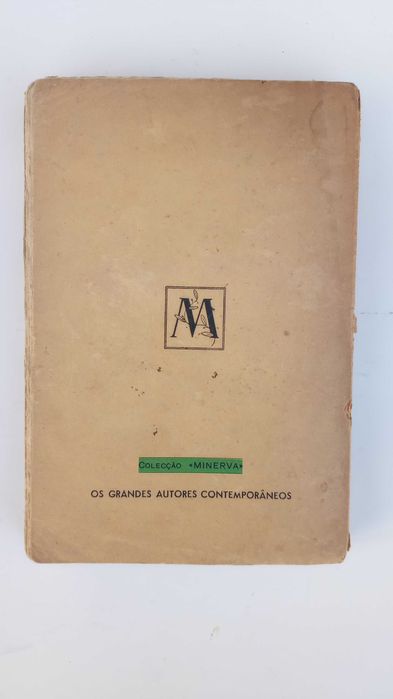 M
COLECÇÃO «MINERVA»
OS GRANDES AUTORES CONTEMPORÂNEOS